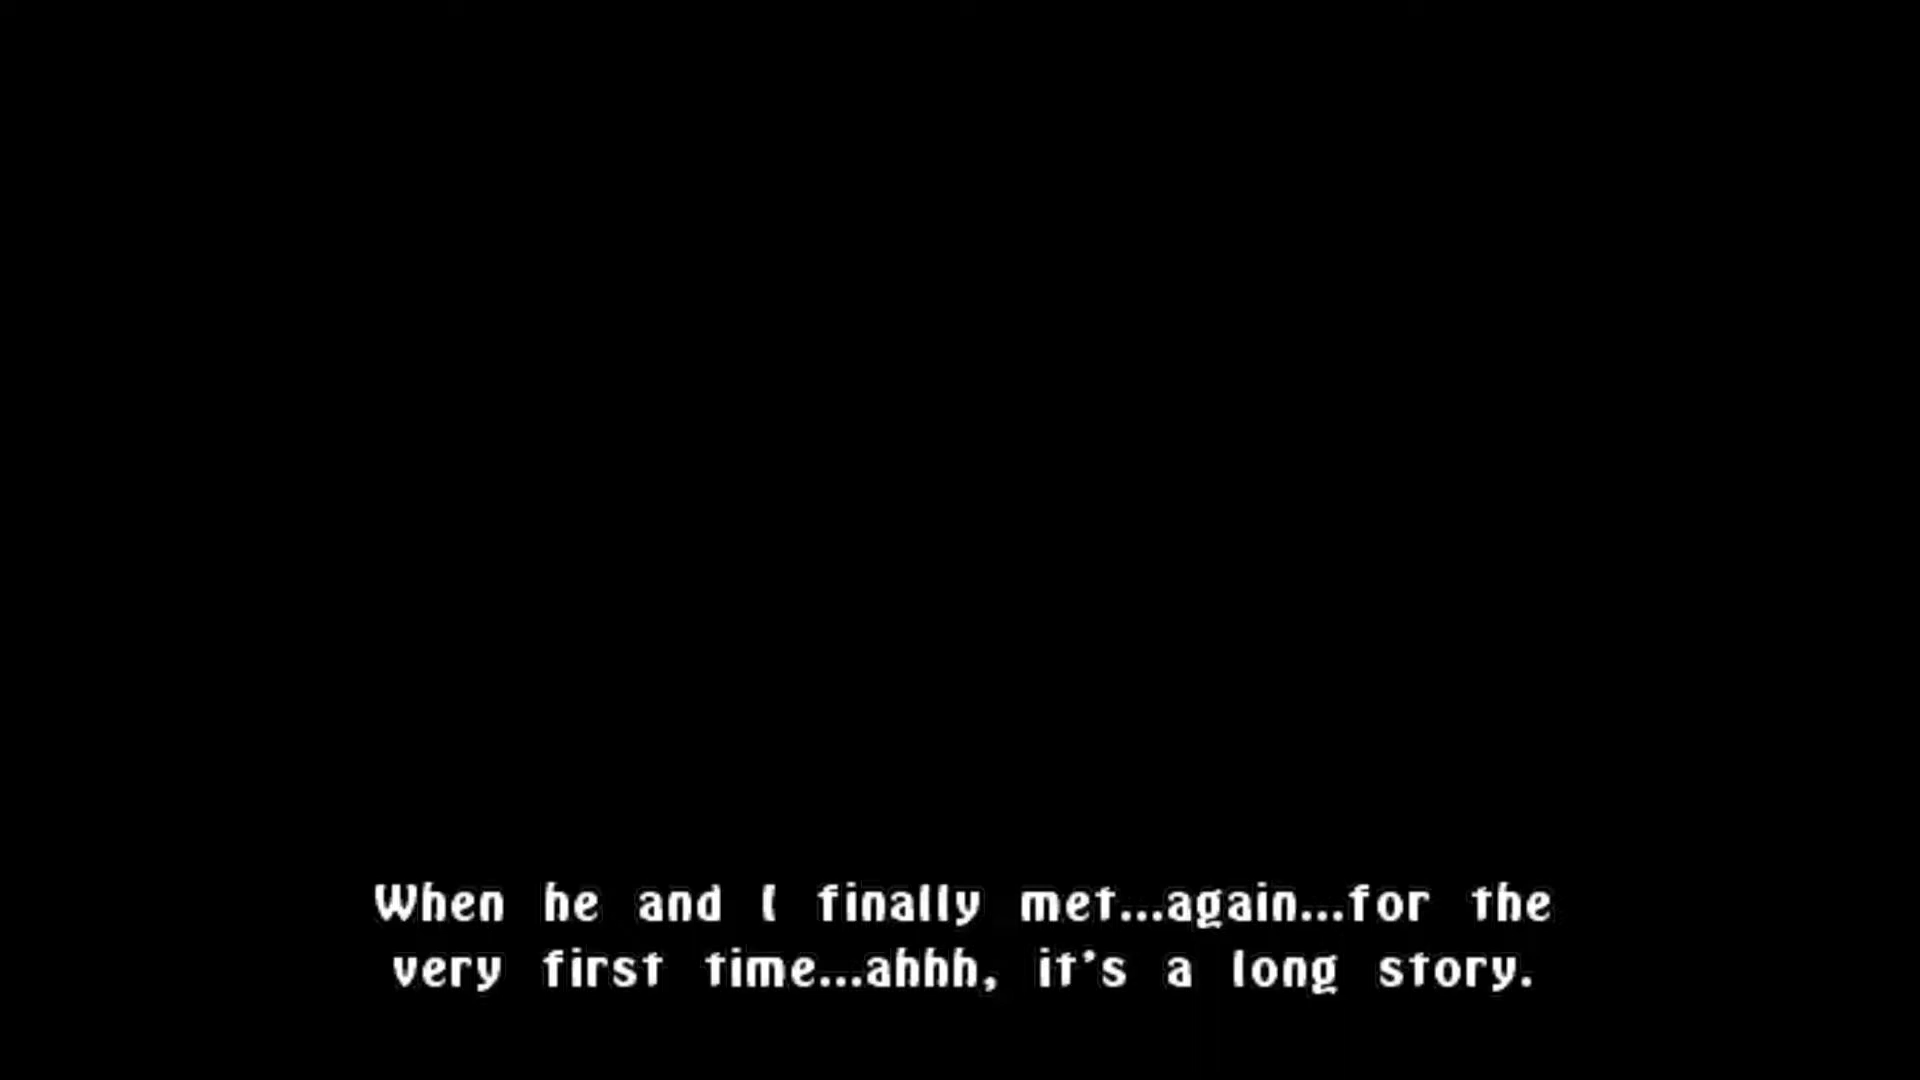 When he and I finally met...again...for the
very first time...ahhh, it's a long story.